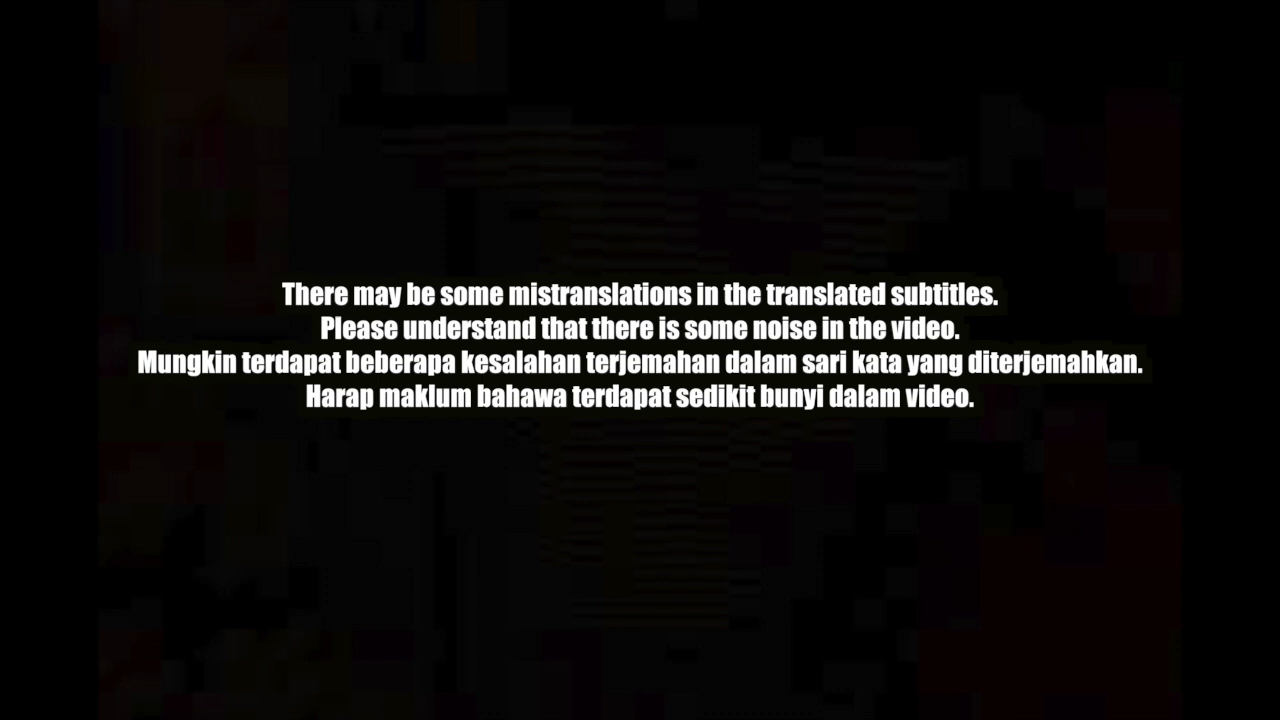 There may be some mistranslations in the translated subtitles.
Please understand that there is some noise in the video.
Mungkin terdapat beberapa kesalahan terjemahan dalam sari kata yang diterjemahkan.
Harap maklum bahawa terdapat sedikit bunyi dalam video.